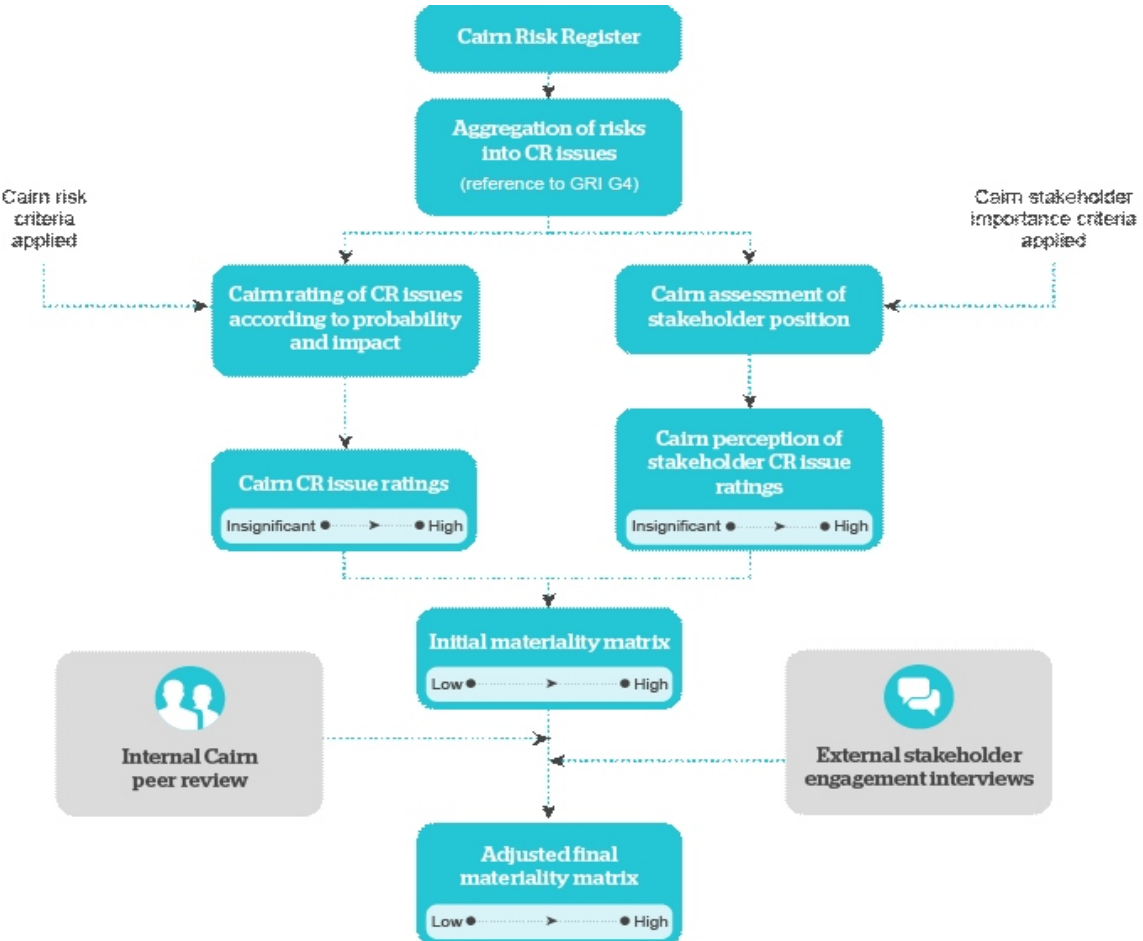 Cairn Risk Register
Aggregation of risks
into CR issues
(reference to GRI G4)
Cairn risk
criteria
applied
Cairn stakeholder
importance criteria
applied
Cairn rating of CR issues
according to probability
and impact
Cairn assessment of
stakeholder position
Cairn CR issue ratings
Insignificant High
Cairn perception of
stakeholder CR issue
ratings
Insignificant High
Initial materiality matrix
Low High
Internal Cairn
peer review
External stakeholder
engagement interviews
Adjusted final
materiality matrix
Low High